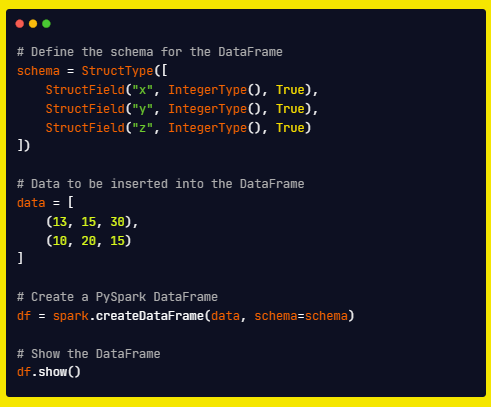 # Define the schema for the DataFrame
schema = StructType([
    StructField("x", IntegerType(), True),
    StructField("y", IntegerType(), True),
    StructField("z", IntegerType(), True)
])

# Data to be inserted into the DataFrame
data = [
    (13, 15, 30),
    (10, 20, 15)
]

# Create a PySpark DataFrame
df = spark.createDataFrame(data, schema=schema)

# Show the DataFrame
df.show()